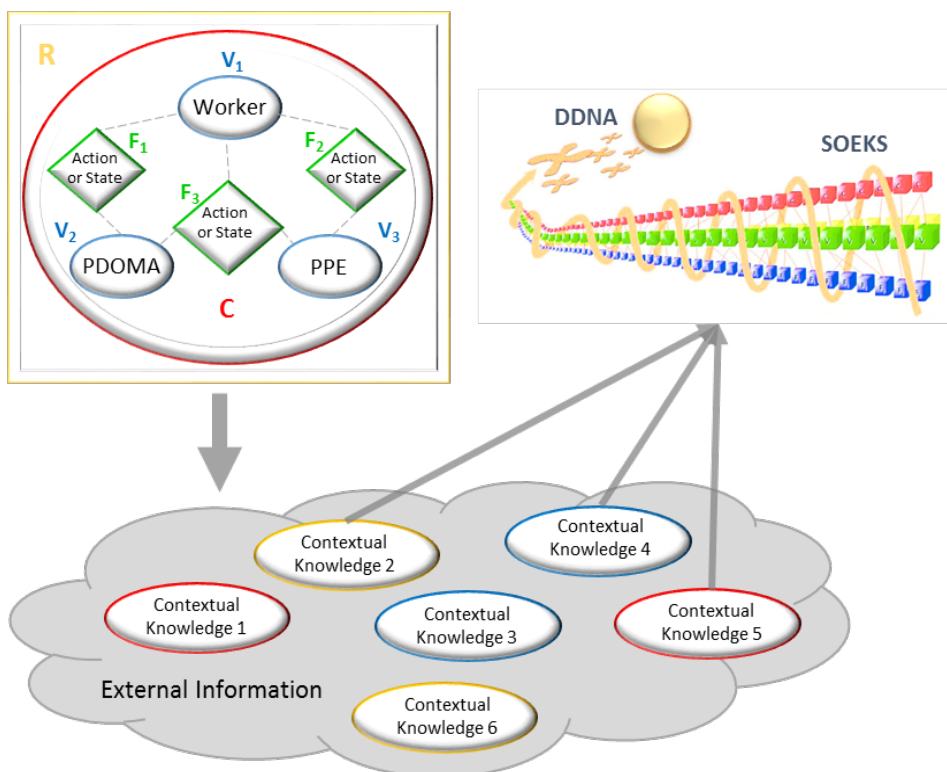 R
V1
Worker
F1
Action
or State
F2
Action
or State
F3
Action
or State
V2
PDOMA
V3
PPE
C
DDNA
SOEKS
Contextual
Knowledge 2
Contextual
Knowledge 4
Contextual
Knowledge 1
Contextual
Knowledge 3
Contextual
Knowledge 5
External Information
Contextual
Knowledge 6